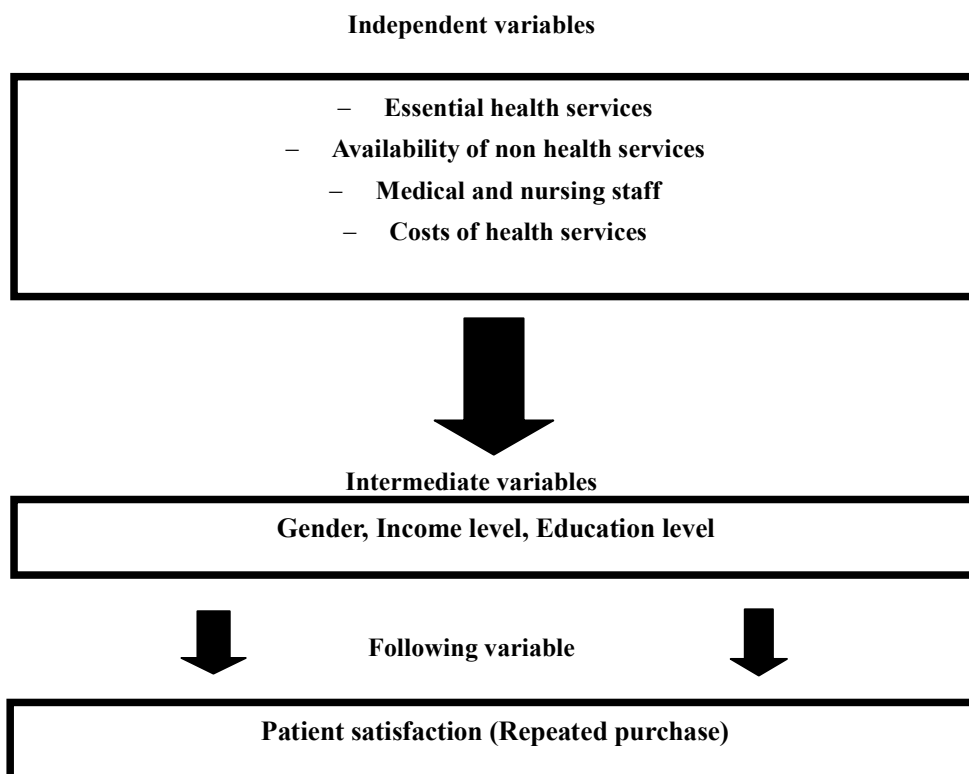 Independent variables
– Essential health services
– Availability of non health services
– Medical and nursing staff
– Costs of health services
Intermediate variables
Gender, Income level, Education level
Following variable
Patient satisfaction (Repeated purchase)